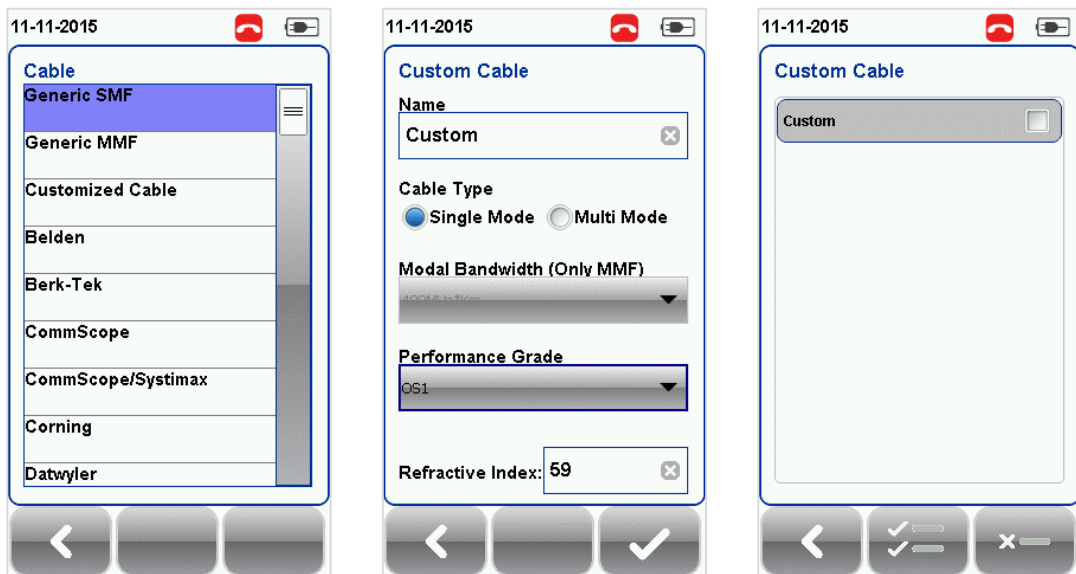 11-11-2015
Cable
Generic SMF
Generic MMF
Customized Cable
Belden
Berk-Tek
CommScope
CommScope/Systimax
Corning
Datwyler
11-11-2015
Custom Cable
Name
Custom
Cable Type
Single Mode Multi Mode
Modal Bandwidth (Only MMF)
Performance Grade
OS1
Refractive Index: 59
11-11-2015
Custom Cable
Custom